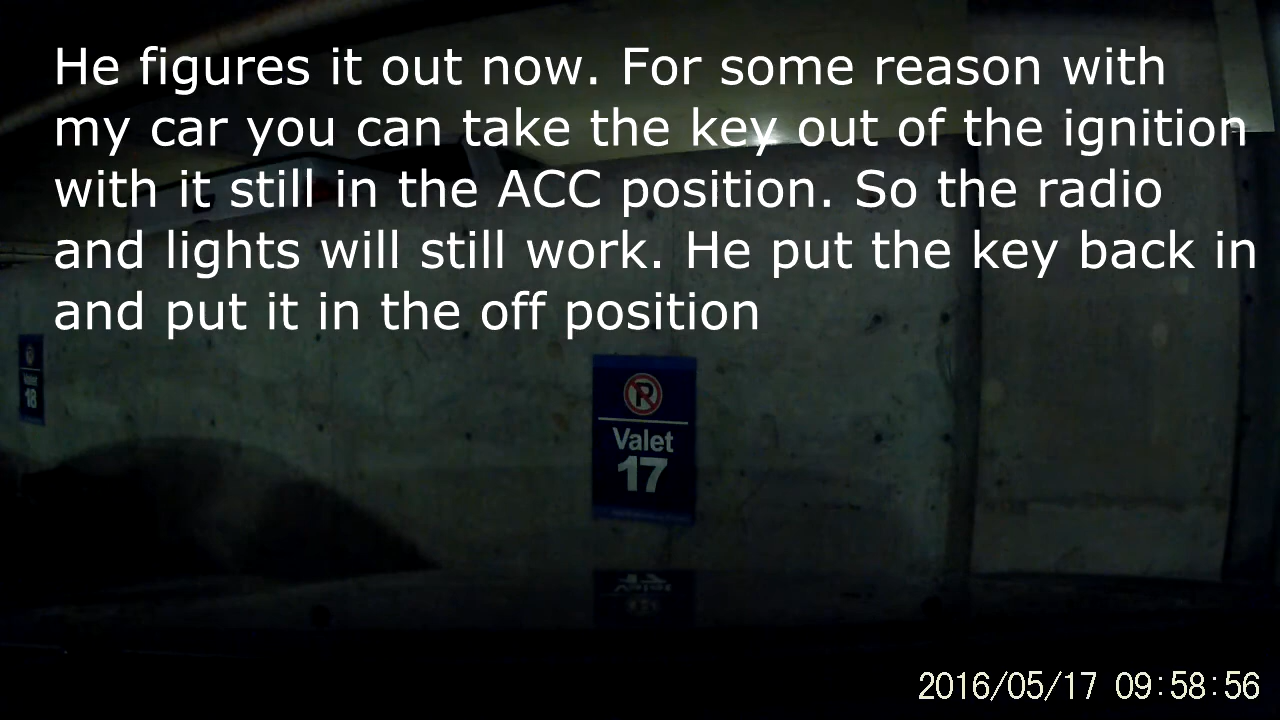 He figures it out now. For some reason with
my car you can take the key out of the ignition
with it still in the ACC position. So the radio
and lights will still work. He put the key back in
and put it in the off position
Valet
18
Valet
17
2016/05/17 09:58:56